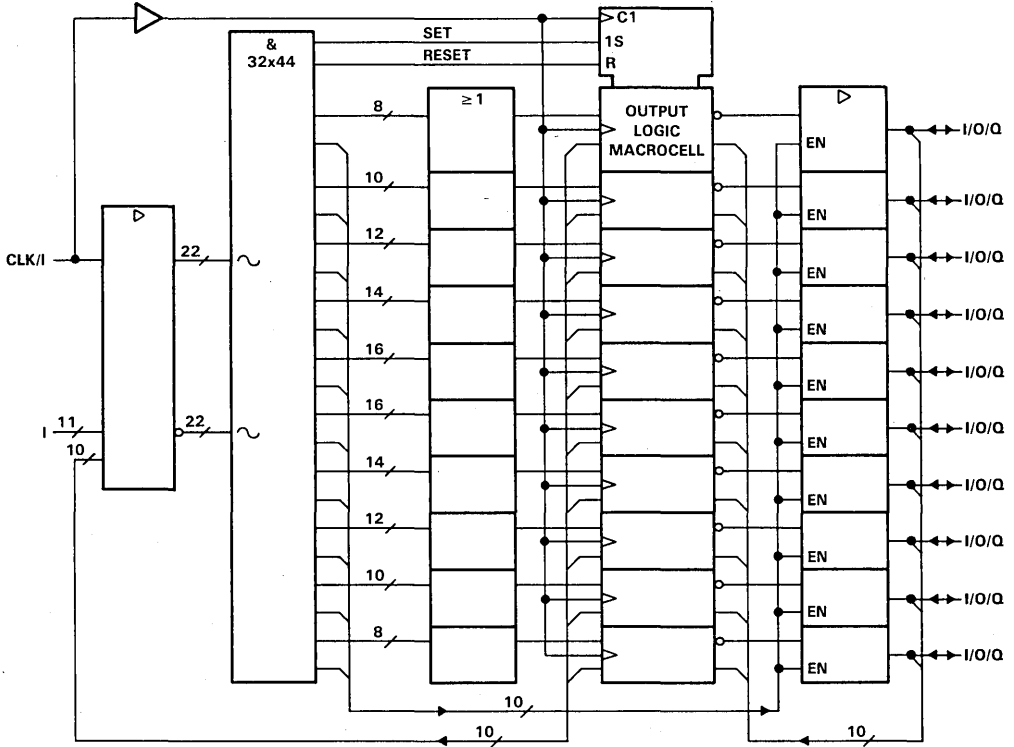 C1
&
32x44
SET
1S
RESET
R
8
≥1
OUTPUT
LOGIC
MACROCELL
▷
I/O/Q
EN
10
I/O/Q
EN
▷
12
CLK/I
22
I/O/Q
EN
14
I/O/Q
EN
16
I/O/Q
EN
16
I
11
22
I/O/Q
EN
10
14
I/O/Q
EN
12
I/O/Q
EN
10
I/O/Q
EN
8
I/O/Q
EN
10
10
10